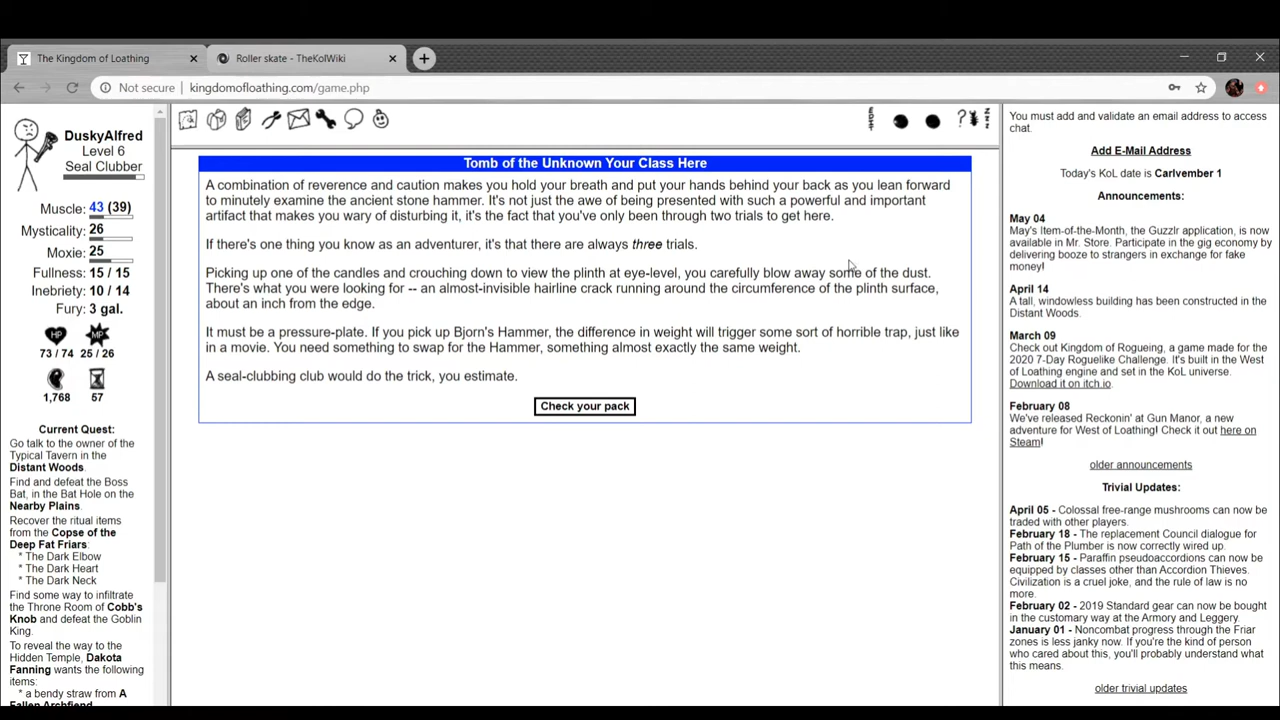 The Kingdom of Loathing
Roller skate - TheKolWiki
Not secure | kingdomofloathing.com/game.php
DuskyAlfred
Level 6
Seal Clubber
Muscle: 43 (39)
Mysticality: 26
Moxie: 25
Fullness: 15 / 15
Inebriety: 10 / 14
Fury: 3 gal.
HP MP
73 / 74 25 / 26
1,768 57
Current Quest:
Go talk to the owner of the
Typical Tavern in the
Distant Woods.
Find and defeat the Boss
Bat, in the Bat Hole on the
Nearby Plains.
Recover the ritual items
from the Copse of the
Deep Fat Friars:
* The Dark Elbow
* The Dark Heart
* The Dark Neck
Find some way to infiltrate
the Throne Room of Cobb's
Knob and defeat the Goblin
King.
To reveal the way to the
Hidden Temple, Dakota
Fanning wants the following
items:
* a bendy straw from A
Fallen Archfiend
Tomb of the Unknown Your Class Here
A combination of reverence and caution makes you hold your breath and put your hands behind your back as you lean forward
to minutely examine the ancient stone hammer. It's not just the awe of being presented with such a powerful and important
artifact that makes you wary of disturbing it, it's the fact that you've only been through two trials to get here.
If there's one thing you know as an adventurer, it's that there are always three trials.
Picking up one of the candles and crouching down to view the plinth at eye-level, you carefully blow away some of the dust.
There's what you were looking for -- an almost-invisible hairline crack running around the circumference of the plinth surface,
about an inch from the edge.
It must be a pressure-plate. If you pick up Bjorn's Hammer, the difference in weight will trigger some sort of horrible trap, just like
in a movie. You need something to swap for the Hammer, something almost exactly the same weight.
A seal-clubbing club would do the trick, you estimate.
Check your pack
You must add and validate an email address to access
chat.
Add E-Mail Address
Today's KoL date is Carlvember 1
Announcements:
May 04
May's Item-of-the-Month, the Guzzlr application, is now
available in Mr. Store. Participate in the gig economy by
delivering booze to strangers in exchange for fake
money!
April 14
A tall, windowless building has been constructed in the
Distant Woods.
March 09
Check out Kingdom of Rogueing, a game made for the
2020 7-Day Roguelike Challenge. It's built in the West
of Loathing engine and set in the KoL universe.
Download it on itch.io.
February 08
We've released Reckonin' at Gun Manor, a new
adventure for West of Loathing! Check it out here on
Steam!
older announcements
Trivial Updates:
April 05 - Colossal free-range mushrooms can now be
traded with other players.
February 18 - The replacement Council dialogue for
Path of the Plumber is now correctly wired up.
February 15 - Paraffin pseudoaccordions can now be
equipped by classes other than Accordion Thieves.
Civilization is a cruel joke, and the rule of law is no
more.
February 02 - 2019 Standard gear can now be bought
in the customary way at the Armory and Leggery.
January 01 - Noncombat progress through the Friar
zones is less janky now. If you're the kind of person
who cared about this, you'll probably understand what
this means.
older trivial updates